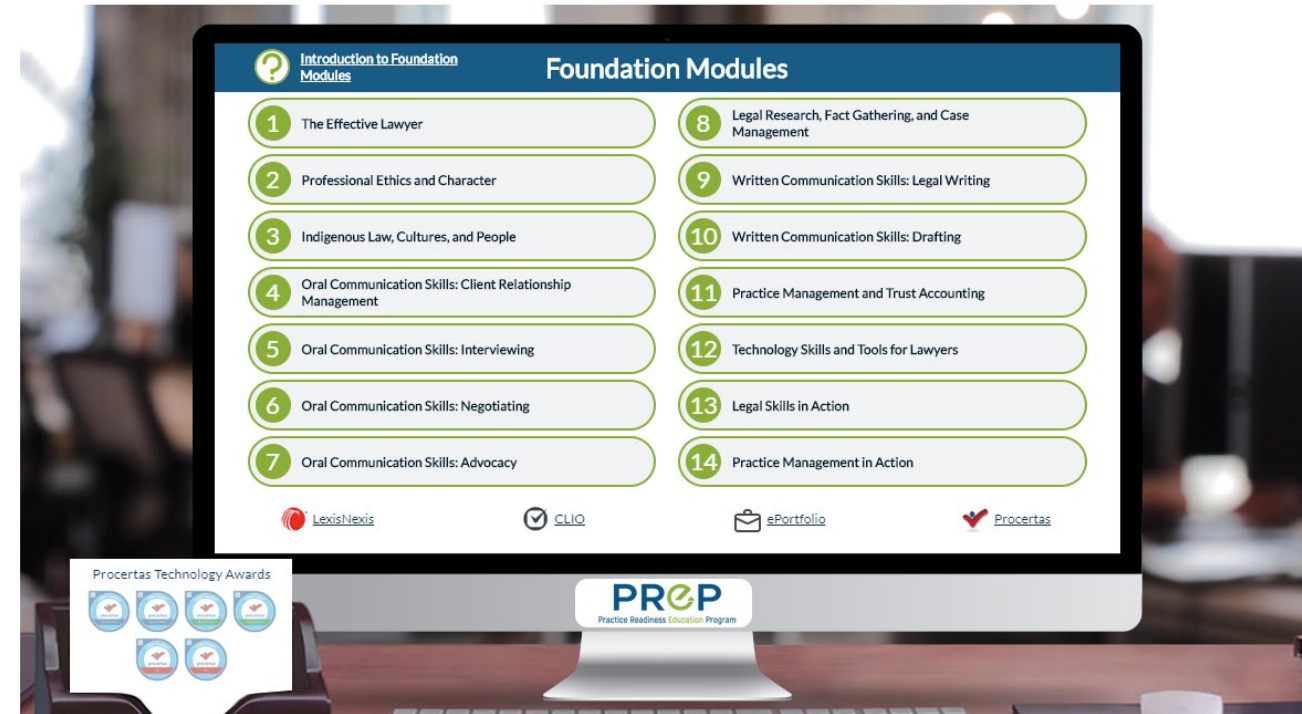 Introduction to Foundation
Modules
Foundation Modules
1 The Effective Lawyer
2 Professional Ethics and Character
3 Indigenous Law, Cultures, and People
4 Oral Communication Skills: Client Relationship
Management
5 Oral Communication Skills: Interviewing
6 Oral Communication Skills: Negotiating
7 Oral Communication Skills: Advocacy
8 Legal Research, Fact Gathering, and Case
Management
9 Written Communication Skills: Legal Writing
10 Written Communication Skills: Drafting
11 Practice Management and Trust Accounting
12 Technology Skills and Tools for Lawyers
13 Legal Skills in Action
14 Practice Management in Action
LexisNexis
CLIO
ePortfolio
Procertas
Procertas Technology Awards
PREP
Practice Readiness Education Program